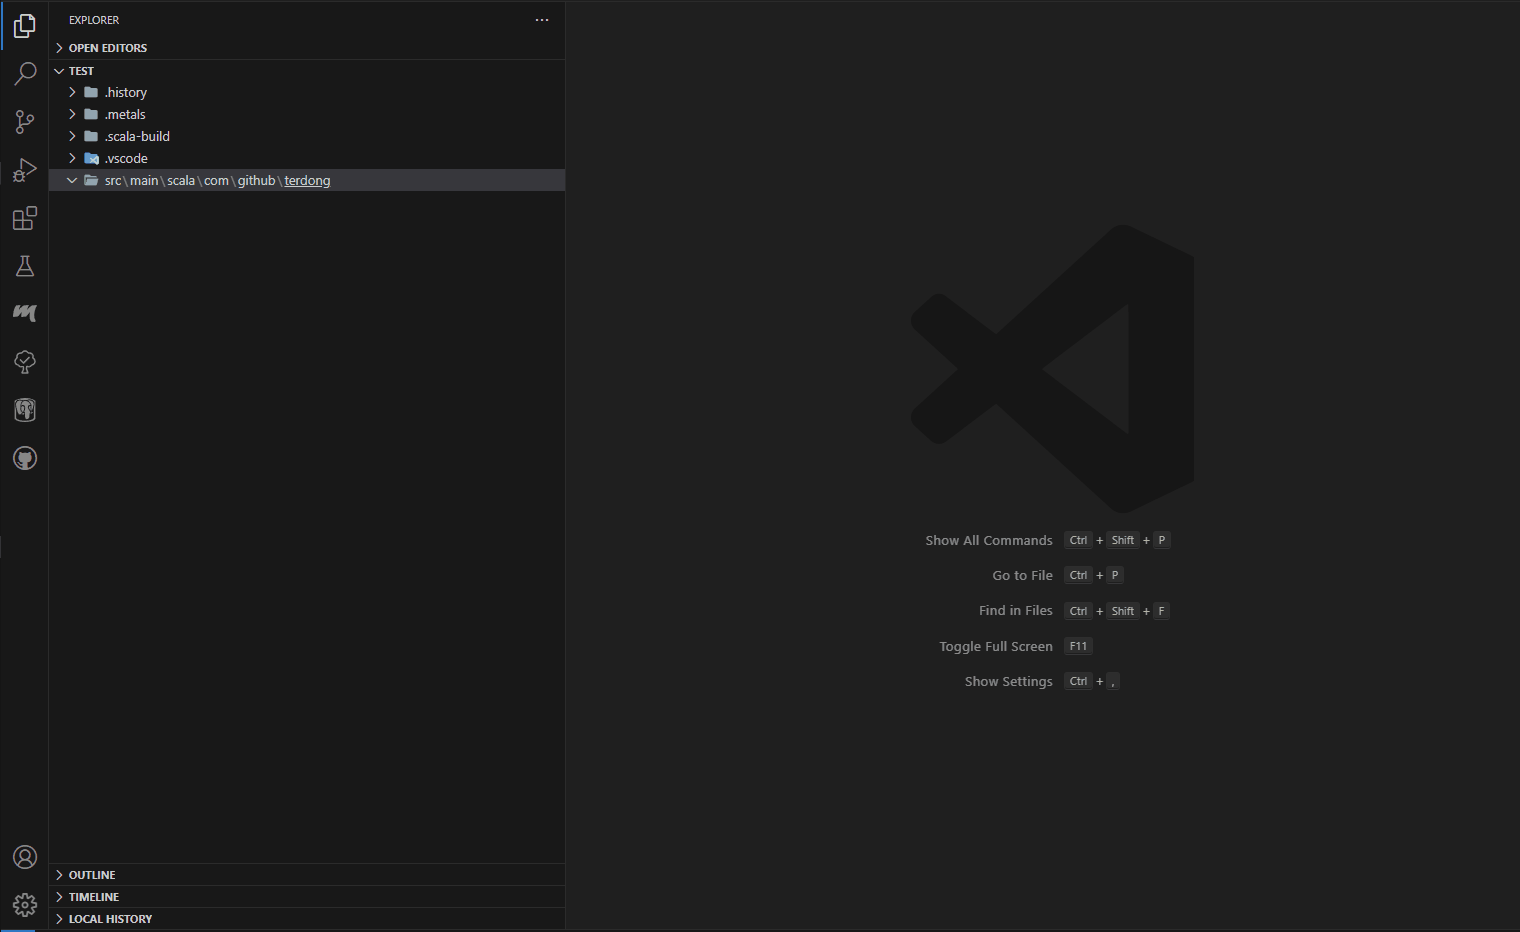 EXPLORER
OPEN EDITORS
TEST
.history
.metals
.scala-build
.vscode
src\main\scala\com\github\terdong
OUTLINE
TIMELINE
LOCAL HISTORY
Show All Commands Ctrl + Shift + P
Go to File Ctrl + P
Find in Files Ctrl + Shift + F
Toggle Full Screen F11
Show Settings Ctrl + ,